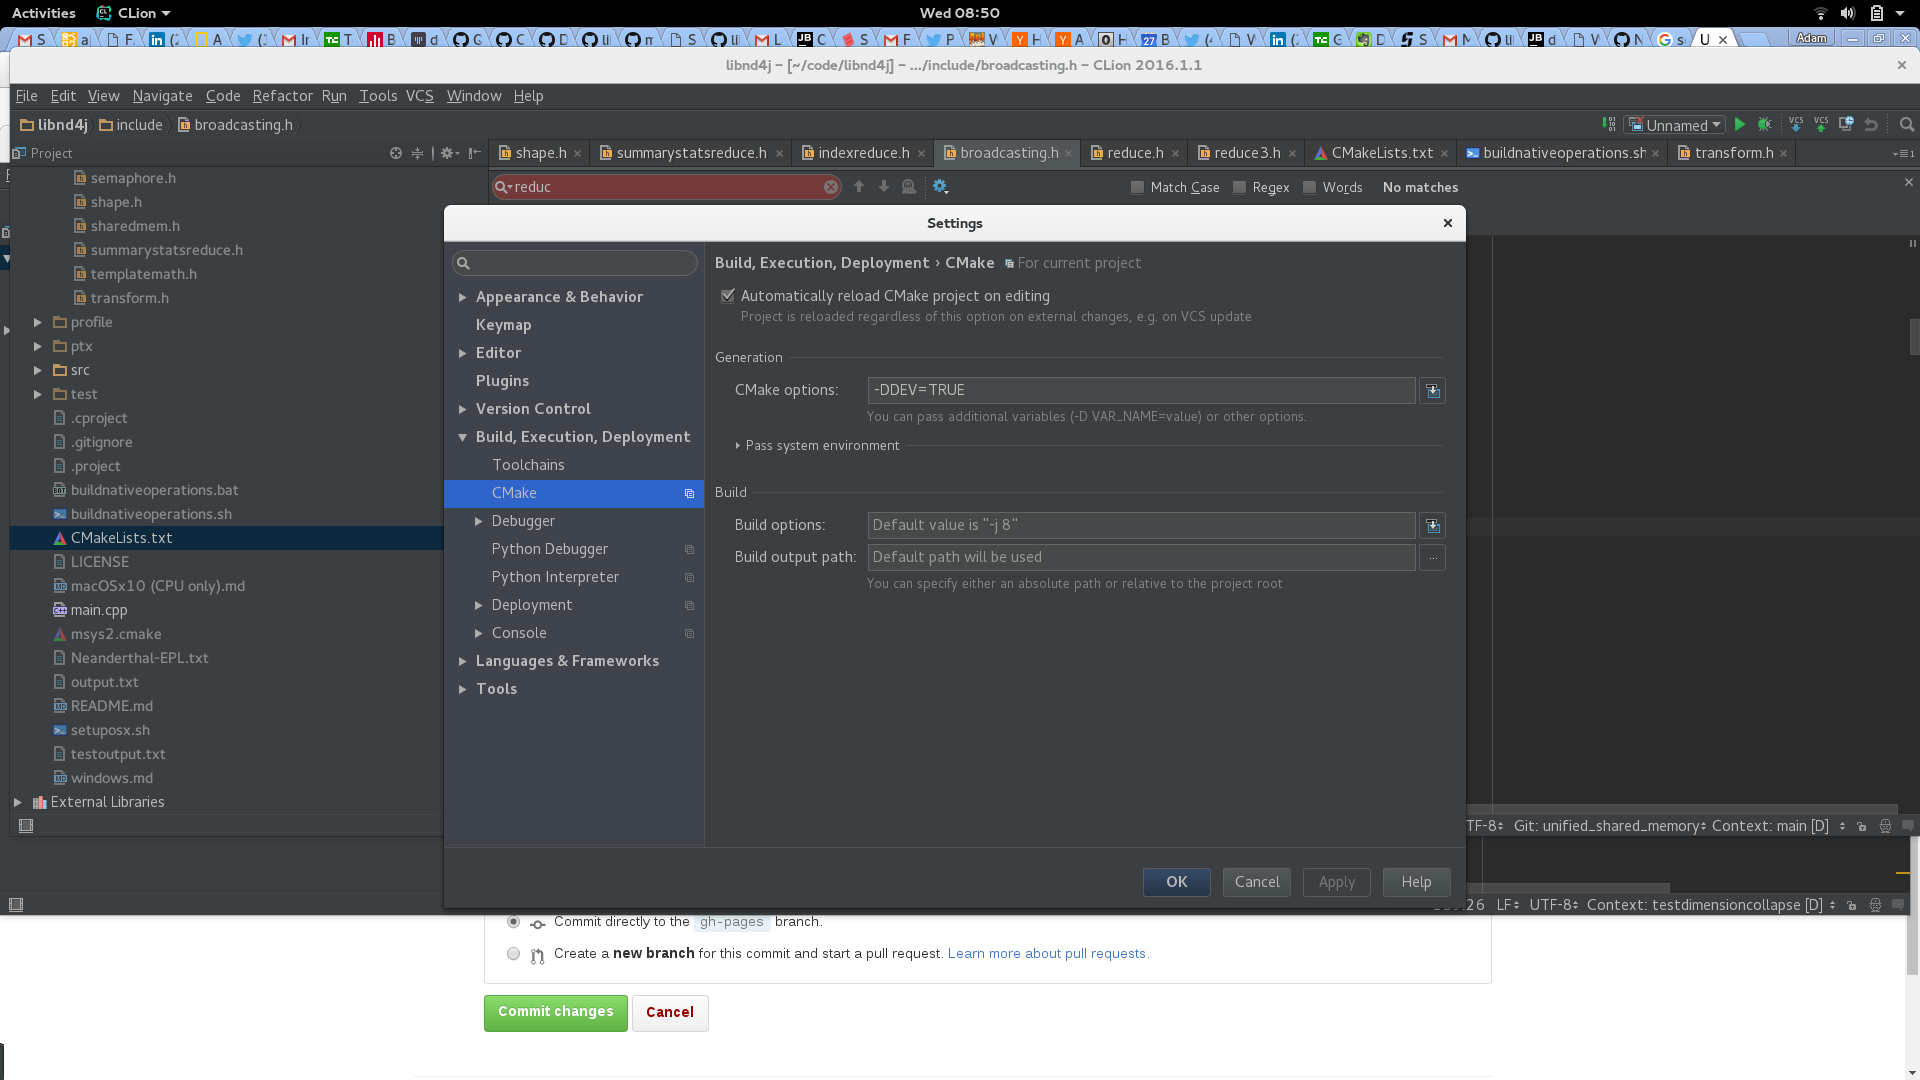 Activities CLion Wed 08:50
S a F. (2 A (2 In T F B d G C D li m S L C S F P V H A H B (4 V (2 G D S S M li d V N s U Adam
libnd4j – [~/code/libnd4j] – .../include/broadcasting.h – CLion 2016.1.1
File Edit View Navigate Code Refactor Run Tools VCS Window Help
libnd4j include broadcasting.h Unnamed VCS VCS
Project shape.h summarystatsreduce.h indexreduce.h broadcasting.h reduce.h reduce3.h CMakeLists.txt buildnativeoperations.sh transform.h
reduc Match Case Regex Words No matches
semaphore.h
shape.h
sharedmem.h
summarystatsreduce.h
templatemath.h
transform.h
profile
ptx
src
test
.cproject
.gitignore
.project
buildnativeoperations.bat
buildnativeoperations.sh
CMakeLists.txt
LICENSE
macOSx10 (CPU only).md
main.cpp
msys2.cmake
Neanderthal-EPL.txt
output.txt
README.md
setuposx.sh
testoutput.txt
windows.md
External Libraries
Settings
Appearance & Behavior
Keymap
Editor
Plugins
Version Control
Build, Execution, Deployment
Toolchains
CMake
Debugger
Python Debugger
Python Interpreter
Deployment
Console
Languages & Frameworks
Tools
Build, Execution, Deployment › CMake For current project
Automatically reload CMake project on editing
Project is reloaded regardless of this option on external changes, e.g. on VCS update
Generation
CMake options: -DDEV=TRUE
You can pass additional variables (-D VAR_NAME=value) or other options.
Pass system environment
Build
Build options: Default value is "-j 8"
Build output path: Default path will be used ...
You can specify either an absolute path or relative to the project root
OK Cancel Apply Help
TF-8 Git: unified_shared_memory Context: main [D]
26 LF UTF-8 Context: testdimensioncollapse [D]
Commit directly to the gh-pages branch.
Create a new branch for this commit and start a pull request. Learn more about pull requests.
Commit changes Cancel